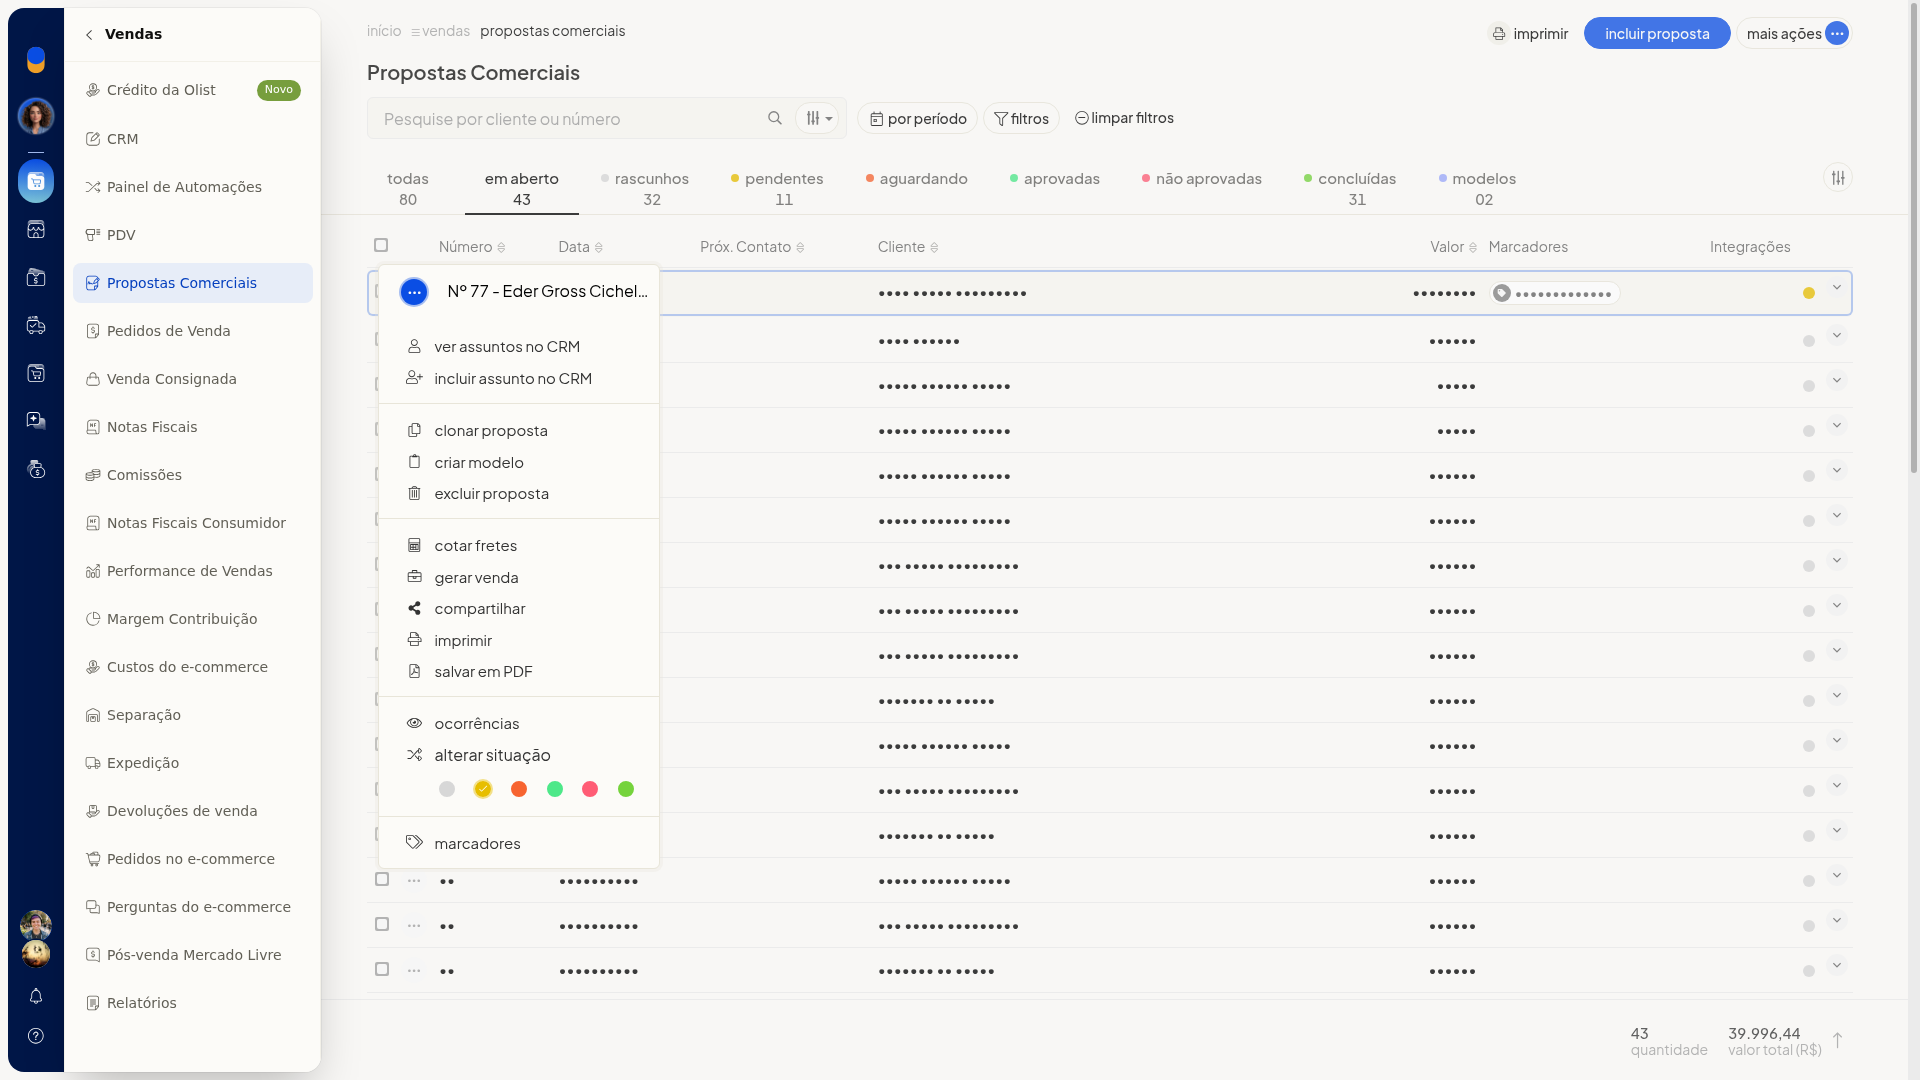 Vendas
Crédito da Olist
Novo
CRM
Painel de Automações
PDV
Propostas Comerciais
Pedidos de Venda
Venda Consignada
Notas Fiscais
Comissões
Notas Fiscais Consumidor
Performance de Vendas
Margem Contribuição
Custos do e-commerce
Separação
Expedição
Devoluções de venda
Pedidos no e-commerce
Perguntas do e-commerce
Pós-venda Mercado Livre
Relatórios
início vendas propostas comerciais
imprimir
incluir proposta
mais ações
Propostas Comerciais
Pesquise por cliente ou número
por período
filtros
limpar filtros
todas
80
em aberto
43
rascunhos
32
pendentes
11
aguardando
aprovadas
não aprovadas
concluídas
31
modelos
02
Número Data Próx. Contato Cliente Valor Marcadores Integrações
Nº 77 - Eder Gross Cichel...
ver assuntos no CRM
incluir assunto no CRM
clonar proposta
criar modelo
excluir proposta
cotar fretes
gerar venda
compartilhar
imprimir
salvar em PDF
ocorrências
alterar situação
marcadores
43
quantidade
39.996,44
valor total (R$)